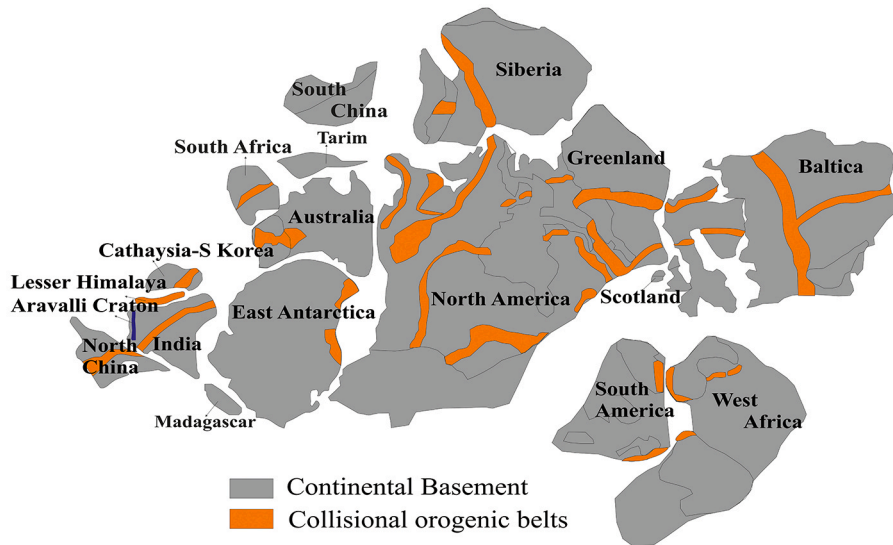 Siberia
South
China
Tarim
South Africa
Greenland
Baltica
Australia
Cathaysia-S Korea
Lesser Himalaya
Aravalli Craton
East Antarctica
North America
Scotland
North
China
India
Madagascar
South
America
West
Africa
Continental Basement
Collisional orogenic belts